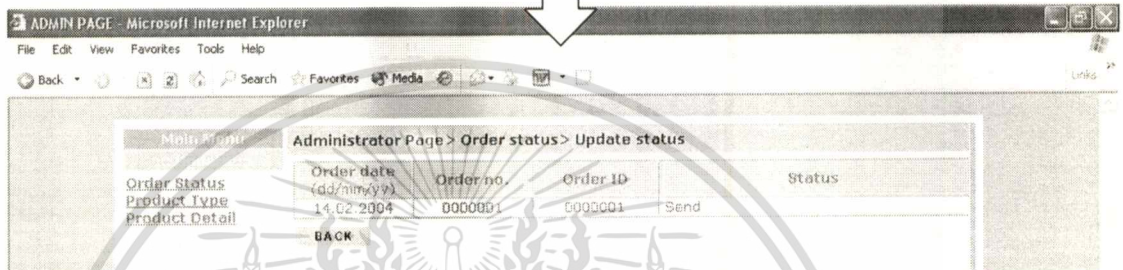 ADMIN PAGE - Microsoft Internet Explorer
File Edit View Favorites Tools Help
Back Search Favorites Media Links »
Main Menu
Administrator Page> Order status> Update status
Order Status
Product Type
Product Detail
Order date (dd/mm/yy) Order no. Order ID Status
14.02.2004 0000001 0000001 Send
BACK